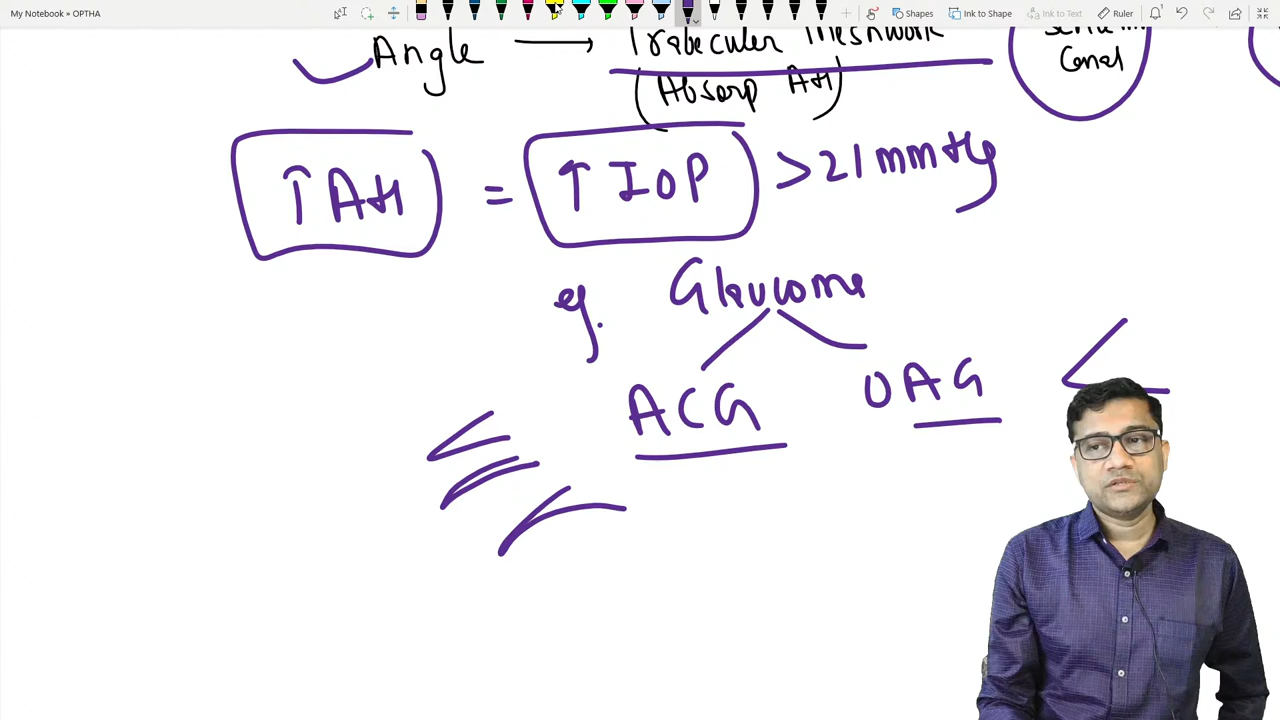 My Notebook » OPTHA
Shapes
Ink to Shape
Ink to Text
Ruler
Angle → Trabeculer Meshwork
Canal
(Absorp AH)
↑AH = ↑IOP >21 mmHg
eg. Glaucoma
ACG OAG